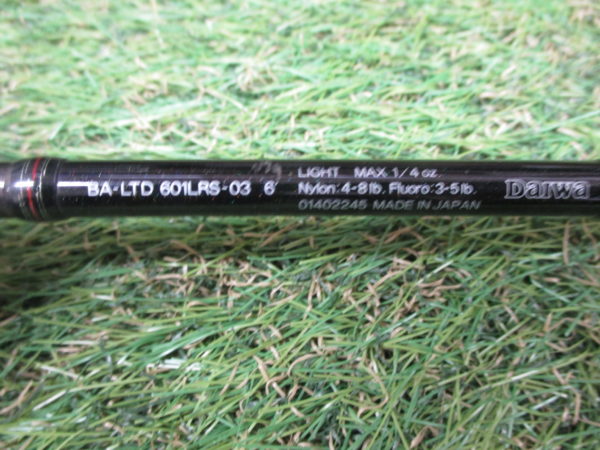 BA-LTD 601LRS-03 6'
LIGHT MAX 1/4 oz.
Nylon: 4-8 lb. Fluoro: 3-5 lb.
01402245 MADE IN JAPAN
Daiwa